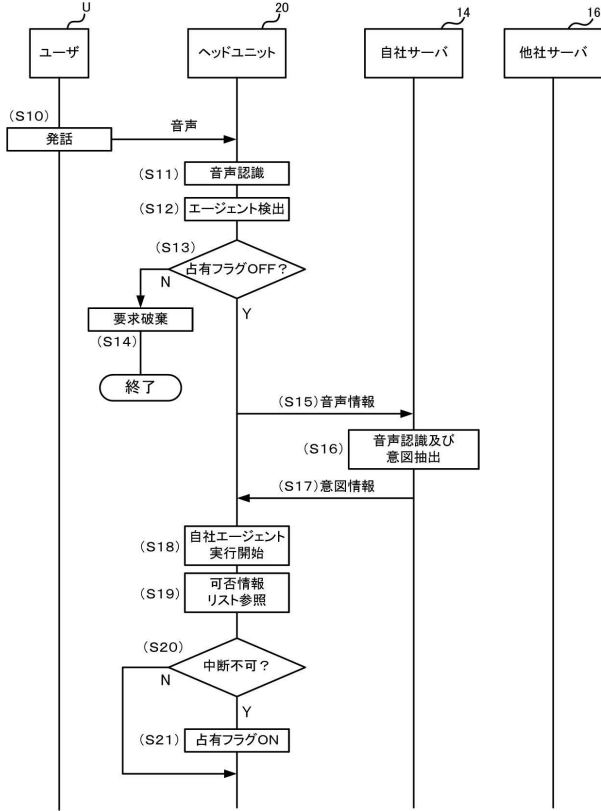 U
20
14
16
ユーザ
ヘッドユニット
自社サーバ
他社サーバ
(S10)
発話
音声
(S11)
音声認識
(S12)
エージェント検出
(S13)
占有フラグOFF?
N
Y
要求破棄
(S14)
終了
(S15)音声情報
(S16)
音声認識及び
意図抽出
(S17)意図情報
(S18)
自社エージェント
実行開始
(S19)
可否情報
リスト参照
(S20)
中断不可?
N
Y
(S21)
占有フラグON